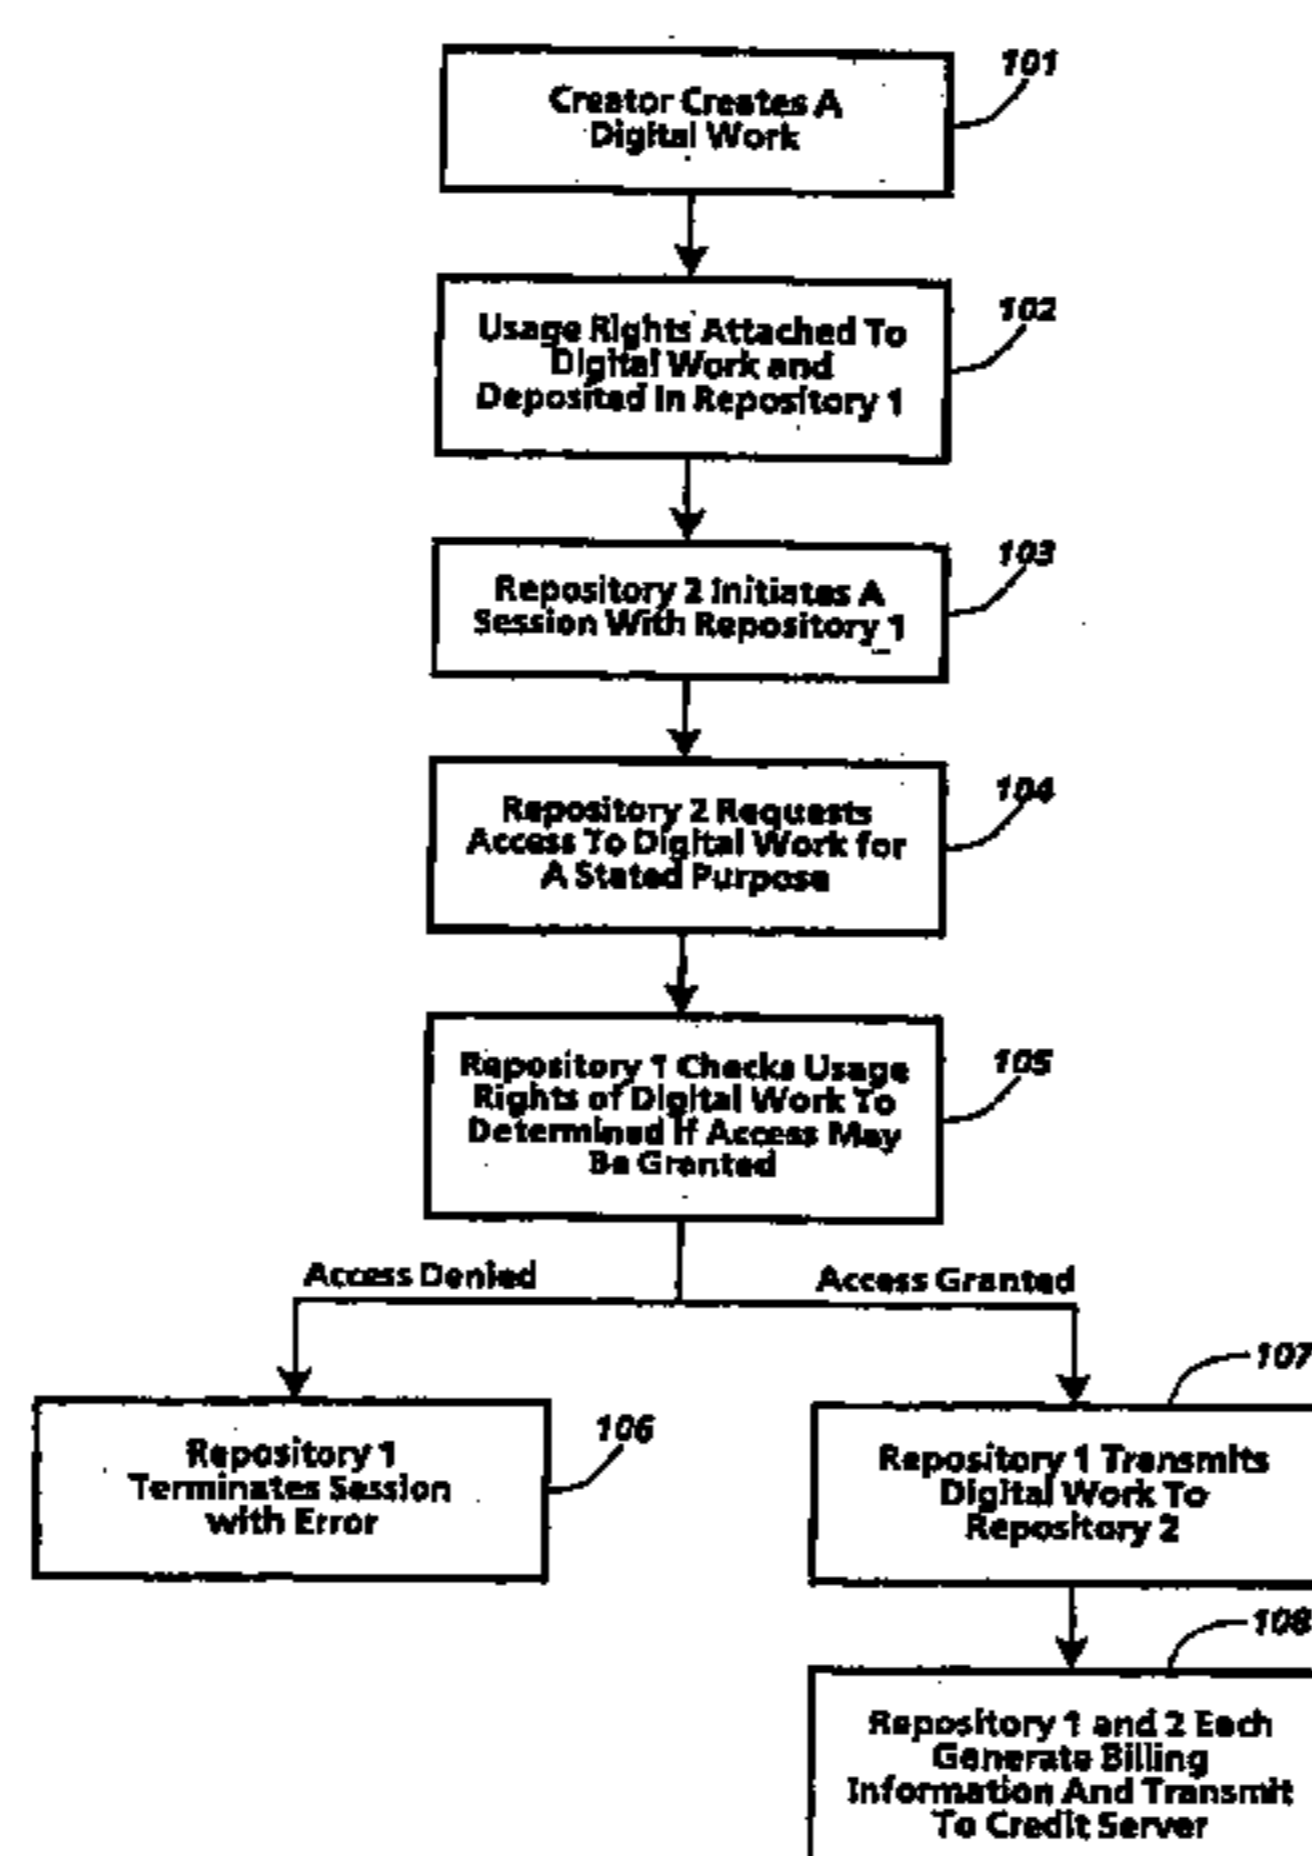 101
Creator Creates A
Digital Work
102
Usage Rights Attached To
Digital Work and
Deposited In Repository 1
103
Repository 2 Initiates A
Session With Repository 1
104
Repository 2 Requests
Access To Digital Work for
A Stated Purpose
105
Repository 1 Checks Usage
Rights of Digital Work To
Determined If Access May
Be Granted
Access Denied
Access Granted
107
106
Repository 1
Terminates Session
with Error
Repository 1 Transmits
Digital Work To
Repository 2
108
Repository 1 and 2 Each
Generate Billing
Information And Transmit
To Credit Server